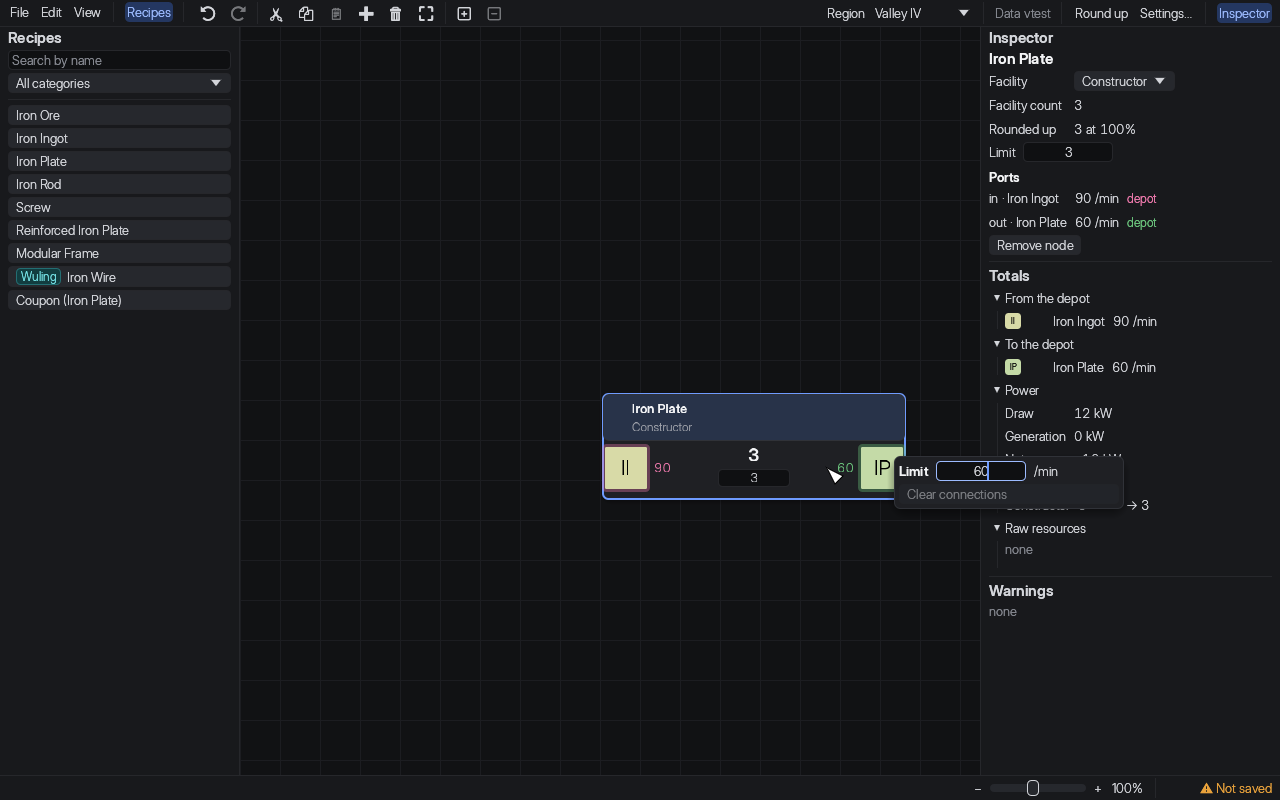 File Edit View Recipes Region Valley IV Data vtest Round up Settings... Inspector
Recipes
Search by name
All categories
Iron Ore
Iron Ingot
Iron Plate
Iron Rod
Screw
Reinforced Iron Plate
Modular Frame
Wuling Iron Wire
Coupon (Iron Plate)
Iron Plate
Constructor
II 90 3 60 IP
3
Limit 60 /min
Clear connections
Inspector
Iron Plate
Facility Constructor
Facility count 3
Rounded up 3 at 100%
Limit 3
Ports
in · Iron Ingot 90 /min depot
out · Iron Plate 60 /min depot
Remove node
Totals
From the depot
II Iron Ingot 90 /min
To the depot
IP Iron Plate 60 /min
Power
Draw 12 kW
Generation 0 kW
→ 3
Raw resources
none
Warnings
none
− + 100% Not saved